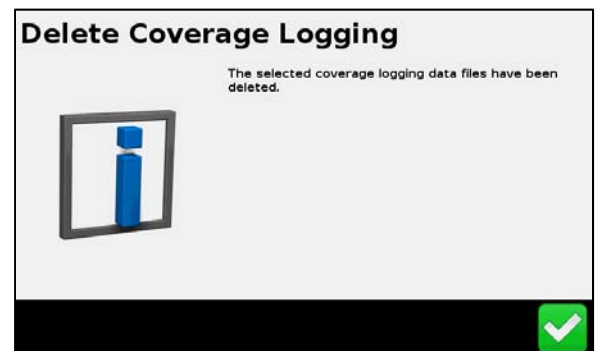 Delete Coverage Logging
The selected coverage logging data files have been
deleted.